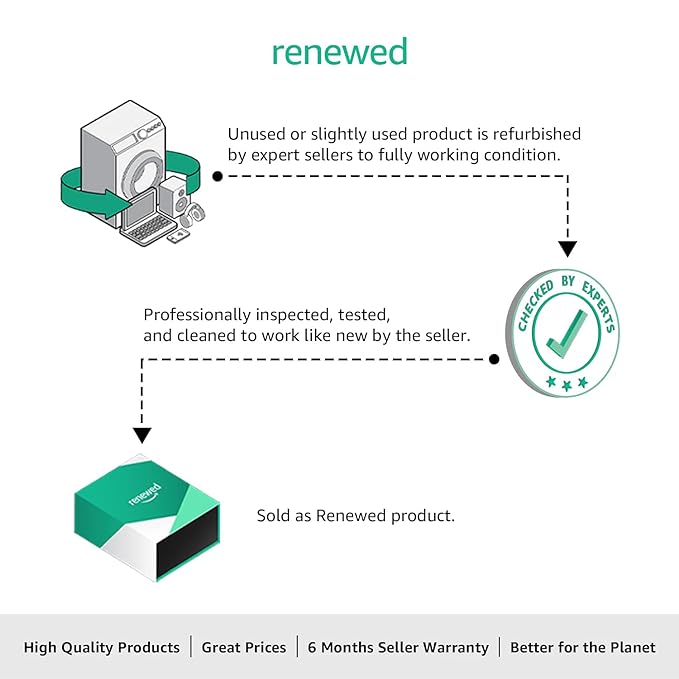 renewed
Unused or slightly used product is refurbished
by expert sellers to fully working condition.
CHECKED BY EXPERTS
Professionally inspected, tested,
and cleaned to work like new by the seller.
renewed
Sold as Renewed product.
High Quality Products | Great Prices | 6 Months Seller Warranty | Better for the Planet